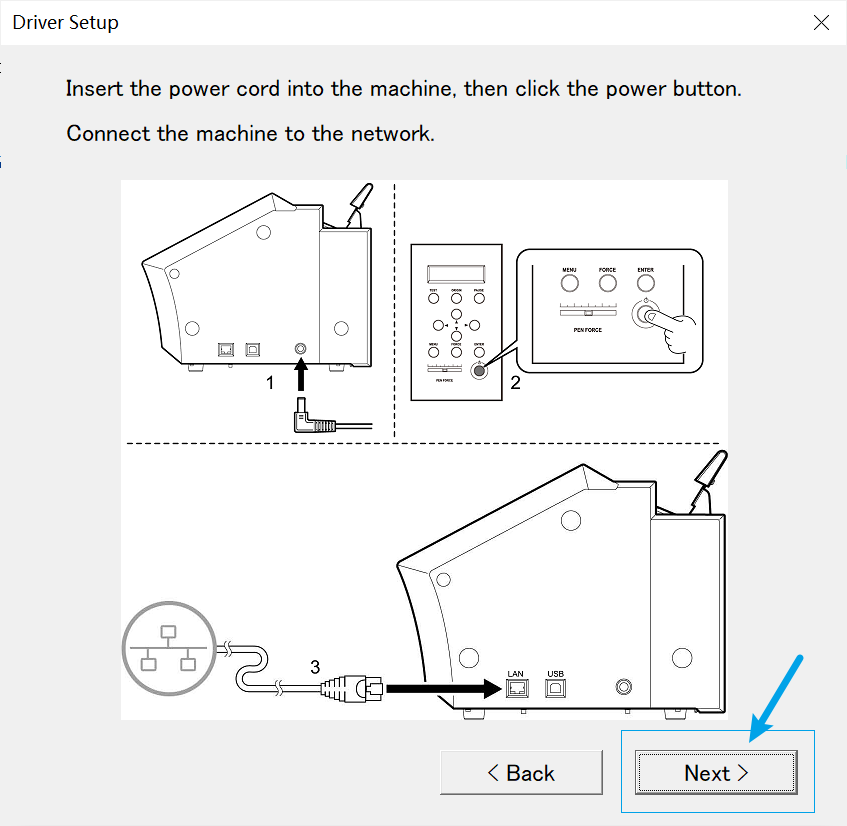 Driver Setup
Insert the power cord into the machine, then click the power button.
Connect the machine to the network.
1
TEST ORIGIN PAUSE
MENU FORCE ENTER
PEN FORCE
2
MENU FORCE ENTER
PEN FORCE
3
LAN USB
< Back
Next >